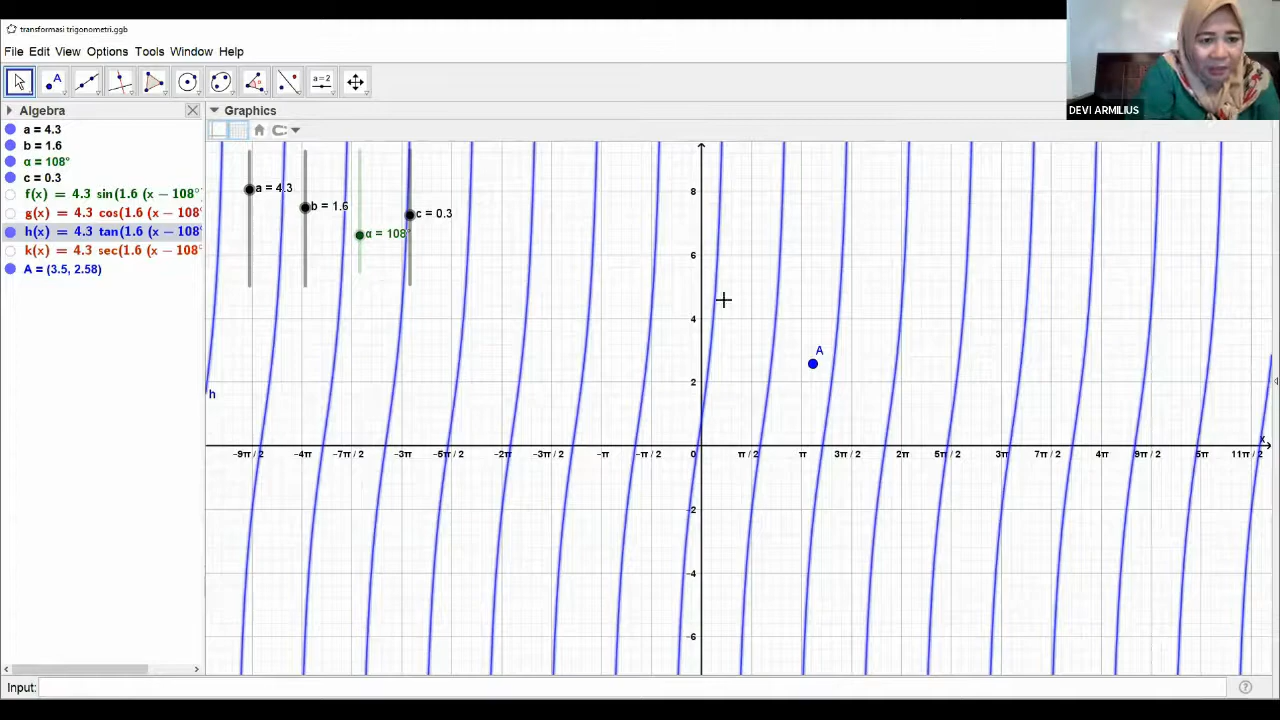 transformasi trigonometri.ggb
File Edit View Options Tools Window Help
A
a=2
DEVI ARMILIUS
Algebra
Graphics
a = 4.3
b = 1.6
α = 108°
c = 0.3
f(x) = 4.3 sin(1.6 (x − 108°
g(x) = 4.3 cos(1.6 (x − 108
h(x) = 4.3 tan(1.6 (x − 108
k(x) = 4.3 sec(1.6 (x − 108
A = (3.5, 2.58)
a = 4.3
b = 1.6
α = 108°
c = 0.3
8
6
4
2
A
h
x
−9π / 2 −4π −7π / 2 −3π −5π / 2 −2π −3π / 2 −π −π / 2 0 π / 2 π 3π / 2 2π 5π / 2 3π 7π / 2 4π 9π / 2 5π 11π / 2
−2
−4
−6
Input: